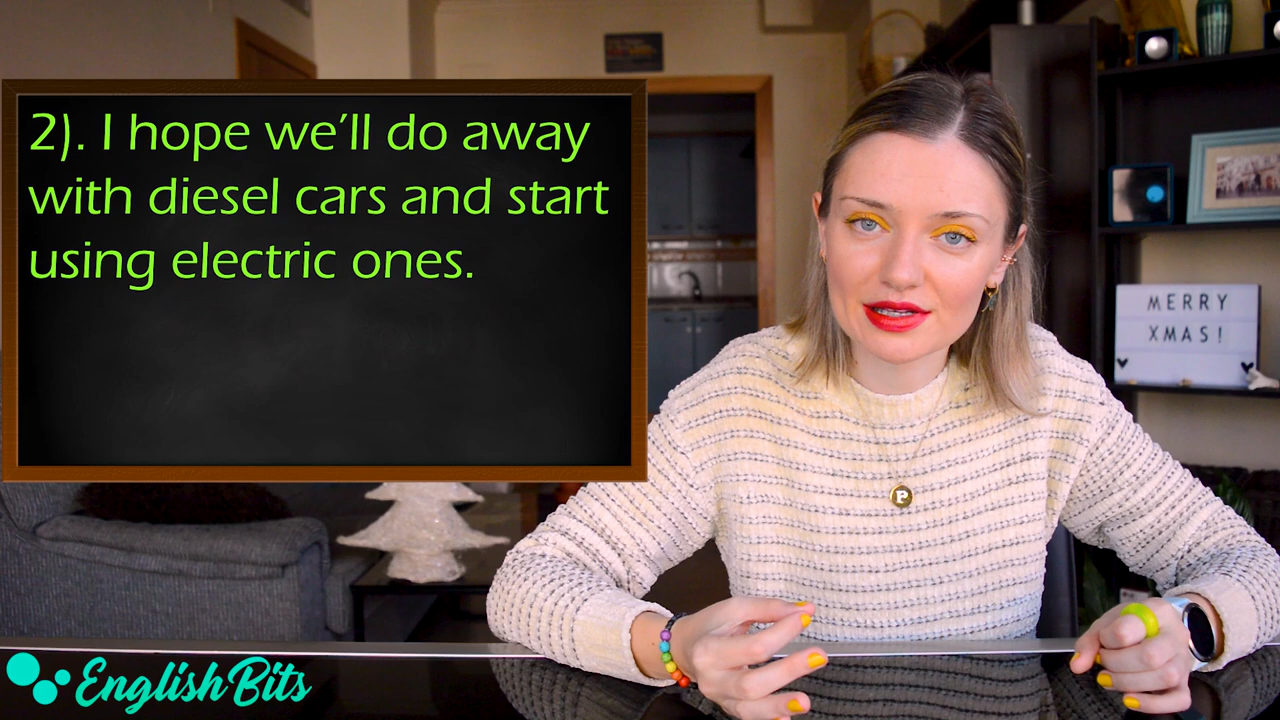 2). I hope we'll do away
with diesel cars and start
using electric ones.
MERRY
XMAS!
P
EnglishBits